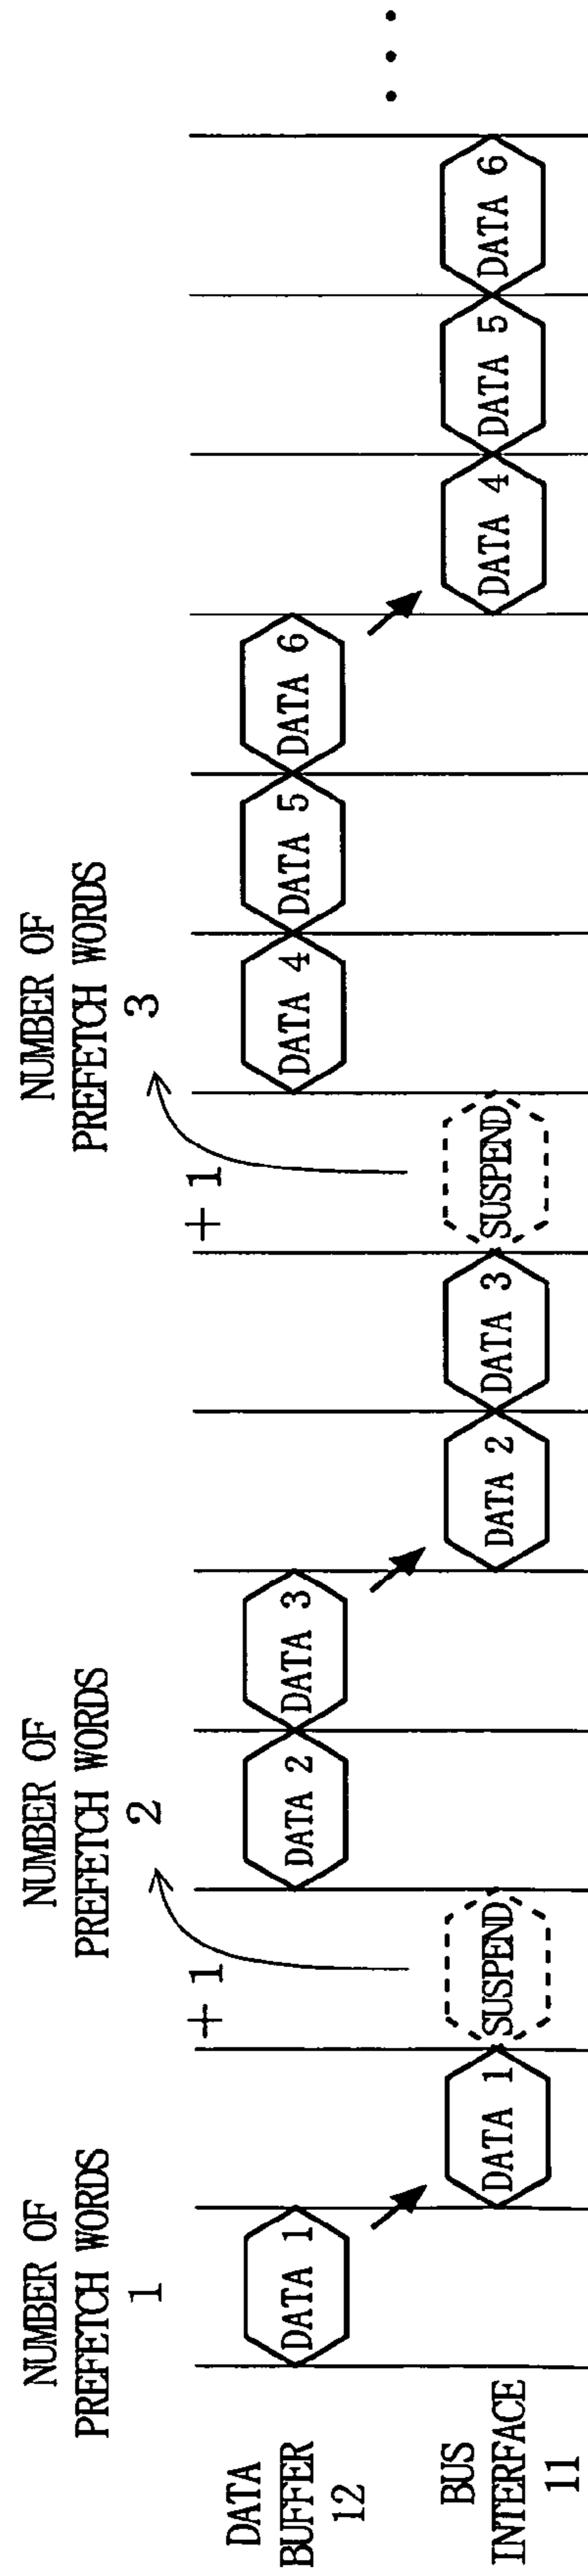 NUMBER OF
PREFETCH WORDS
1
NUMBER OF
PREFETCH WORDS
2
NUMBER OF
PREFETCH WORDS
3
+1
+1
DATA
BUFFER
12
DATA 1
DATA 2
DATA 3
DATA 4
DATA 5
DATA 6
BUS
INTERFACE
11
DATA 1
SUSPEND
DATA 2
DATA 3
SUSPEND
DATA 4
DATA 5
DATA 6